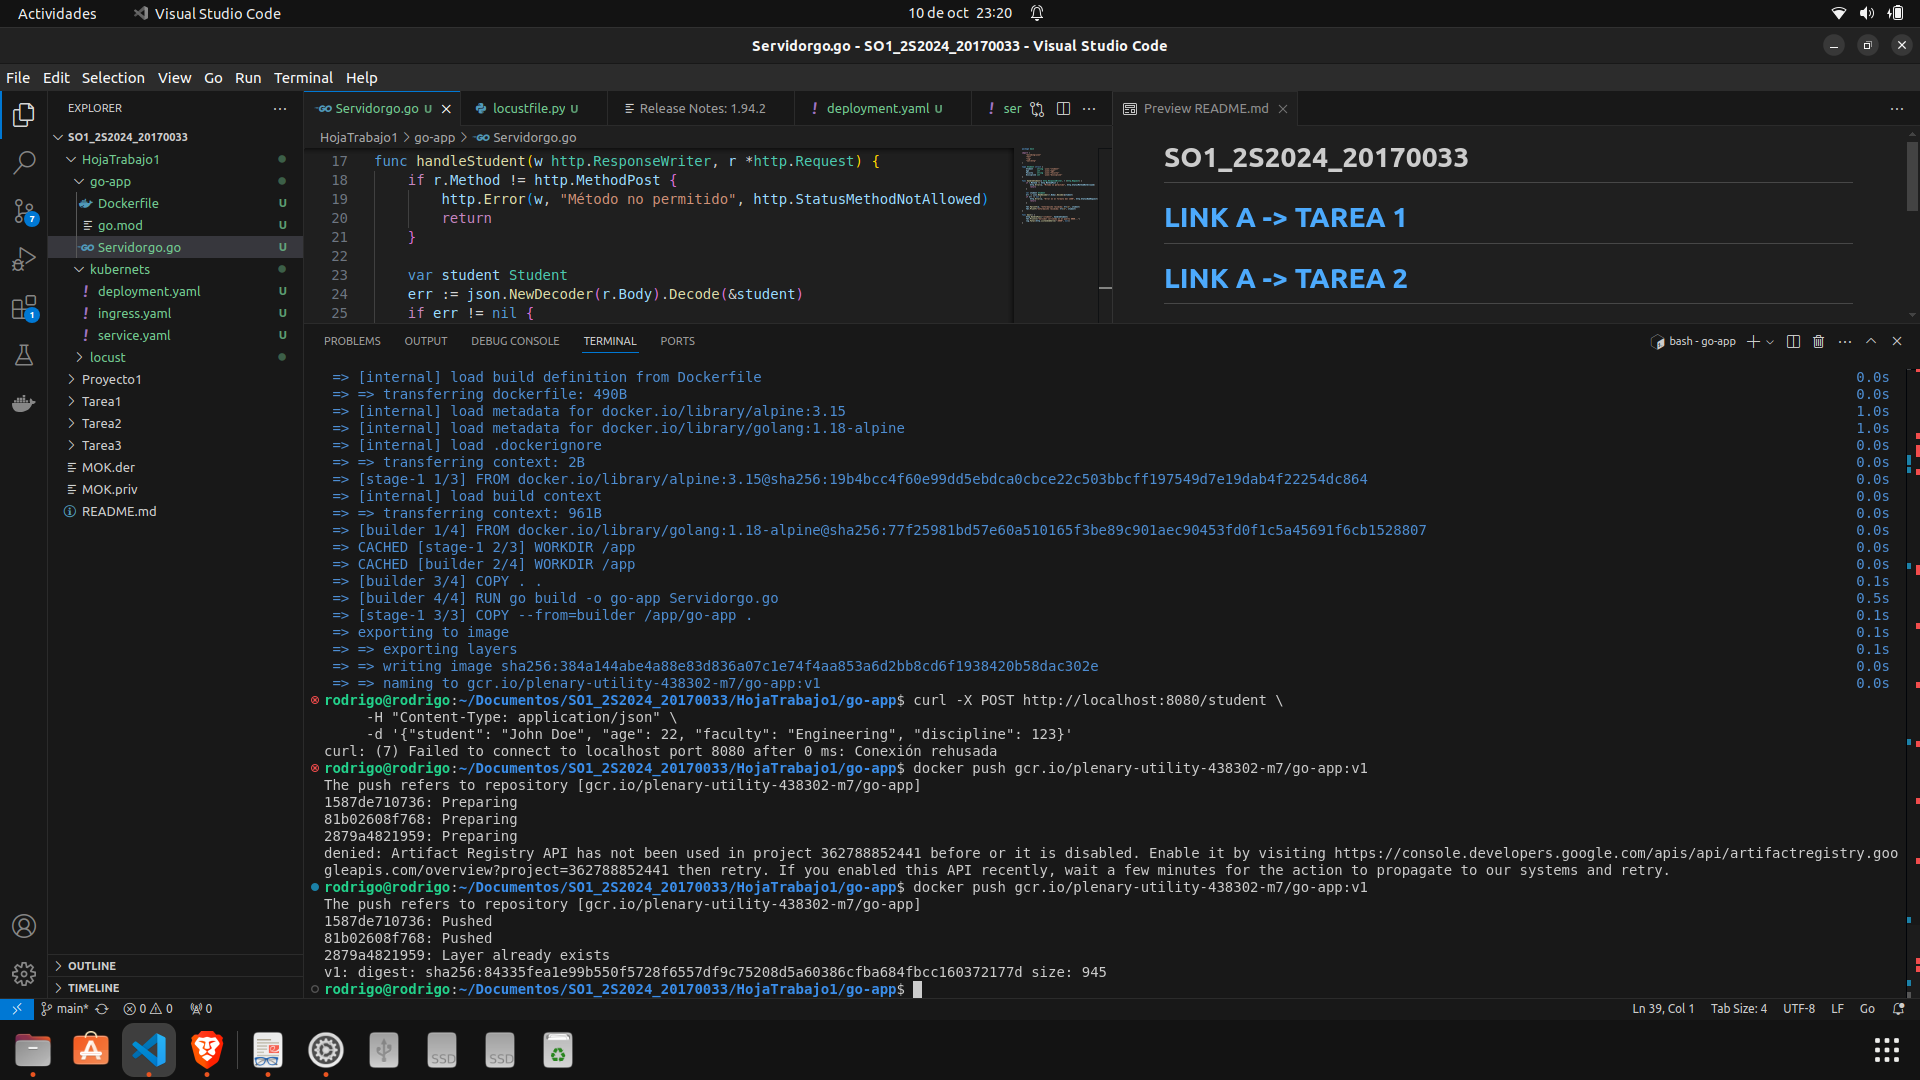 Actividades
Visual Studio Code
10 de oct 23:20
Servidorgo.go - SO1_2S2024_20170033 - Visual Studio Code
File Edit Selection View Go Run Terminal Help
EXPLORER
SO1_2S2024_20170033
HojaTrabajo1
go-app
Dockerfile U
go.mod U
Servidorgo.go U
kubernets
deployment.yaml U
ingress.yaml U
service.yaml U
locust
Proyecto1
Tarea1
Tarea2
Tarea3
MOK.der
MOK.priv
README.md
OUTLINE
TIMELINE
7
1
Servidorgo.go U
locustfile.py U
Release Notes: 1.94.2
! deployment.yaml U
! ser
HojaTrabajo1 > go-app > Servidorgo.go
17 func handleStudent(w http.ResponseWriter, r *http.Request) {
18 if r.Method != http.MethodPost {
19 http.Error(w, "Método no permitido", http.StatusMethodNotAllowed)
20 return
21 }
22
23 var student Student
24 err := json.NewDecoder(r.Body).Decode(&student)
25 if err != nil {
Preview README.md
SO1_2S2024_20170033
LINK A -> TAREA 1
LINK A -> TAREA 2
PROBLEMS OUTPUT DEBUG CONSOLE TERMINAL PORTS
bash - go-app
=> [internal] load build definition from Dockerfile 0.0s
=> => transferring dockerfile: 490B 0.0s
=> [internal] load metadata for docker.io/library/alpine:3.15 1.0s
=> [internal] load metadata for docker.io/library/golang:1.18-alpine 1.0s
=> [internal] load .dockerignore 0.0s
=> => transferring context: 2B 0.0s
=> [stage-1 1/3] FROM docker.io/library/alpine:3.15@sha256:19b4bcc4f60e99dd5ebdca0cbce22c503bbcff197549d7e19dab4f22254dc864 0.0s
=> [internal] load build context 0.0s
=> => transferring context: 961B 0.0s
=> [builder 1/4] FROM docker.io/library/golang:1.18-alpine@sha256:77f25981bd57e60a510165f3be89c901aec90453fd0f1c5a45691f6cb1528807 0.0s
=> CACHED [stage-1 2/3] WORKDIR /app 0.0s
=> CACHED [builder 2/4] WORKDIR /app 0.0s
=> [builder 3/4] COPY . . 0.1s
=> [builder 4/4] RUN go build -o go-app Servidorgo.go 0.5s
=> [stage-1 3/3] COPY --from=builder /app/go-app . 0.1s
=> exporting to image 0.1s
=> => exporting layers 0.1s
=> => writing image sha256:384a144abe4a88e83d836a07c1e74f4aa853a6d2bb8cd6f1938420b58dac302e 0.0s
=> => naming to gcr.io/plenary-utility-438302-m7/go-app:v1 0.0s
rodrigo@rodrigo:~/Documentos/SO1_2S2024_20170033/HojaTrabajo1/go-app$ curl -X POST http://localhost:8080/student \
-H "Content-Type: application/json" \
-d '{"student": "John Doe", "age": 22, "faculty": "Engineering", "discipline": 123}'
curl: (7) Failed to connect to localhost port 8080 after 0 ms: Conexión rehusada
rodrigo@rodrigo:~/Documentos/SO1_2S2024_20170033/HojaTrabajo1/go-app$ docker push gcr.io/plenary-utility-438302-m7/go-app:v1
The push refers to repository [gcr.io/plenary-utility-438302-m7/go-app]
1587de710736: Preparing
81b02608f768: Preparing
2879a4821959: Preparing
denied: Artifact Registry API has not been used in project 362788852441 before or it is disabled. Enable it by visiting https://console.developers.google.com/apis/api/artifactregistry.goo
gleapis.com/overview?project=362788852441 then retry. If you enabled this API recently, wait a few minutes for the action to propagate to our systems and retry.
rodrigo@rodrigo:~/Documentos/SO1_2S2024_20170033/HojaTrabajo1/go-app$ docker push gcr.io/plenary-utility-438302-m7/go-app:v1
The push refers to repository [gcr.io/plenary-utility-438302-m7/go-app]
1587de710736: Pushed
81b02608f768: Pushed
2879a4821959: Layer already exists
v1: digest: sha256:84335fea1e99b550f5728f6557df9c75208d5a60386cfba684fbcc160372177d size: 945
rodrigo@rodrigo:~/Documentos/SO1_2S2024_20170033/HojaTrabajo1/go-app$
main* 0 0 0
Ln 39, Col 1 Tab Size: 4 UTF-8 LF Go
SSD
SSD